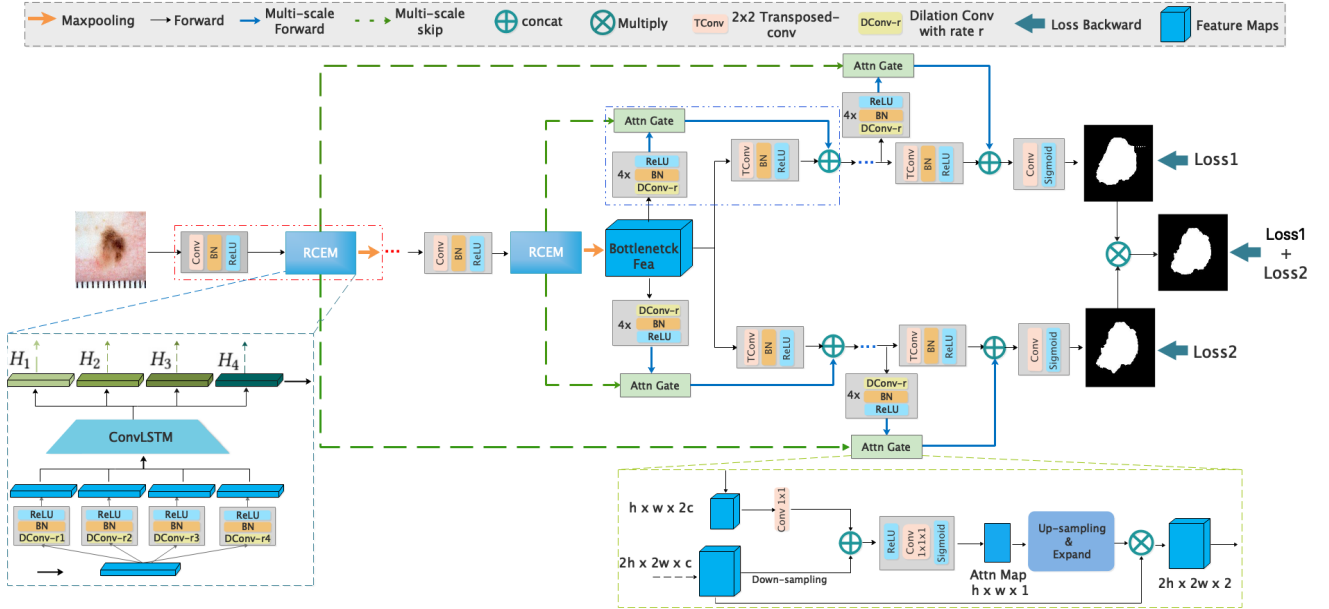 Maxpooling
Forward
Multi-scale
Forward
Multi-scale
skip
concat
Multiply
TConv
2x2 Transposed-
conv
DConv-r
Dilation Conv
with rate r
Loss Backward
Feature Maps
Attn Gate
ReLU
BN
DConv-r
4x
Attn Gate
ReLU
BN
DConv-r
4x
TConv
BN
ReLU
TConv
BN
ReLU
Conv
Sigmoid
Loss1
Conv
BN
ReLU
RCEM
Conv
BN
ReLU
RCEM
Bottlenetck
Fea
Loss1
+
Loss2
DConv-r
BN
ReLU
4x
Attn Gate
TConv
BN
ReLU
TConv
BN
ReLU
Conv
Sigmoid
Loss2
DConv-r
BN
ReLU
4x
Attn Gate
H1
H2
H3
H4
ConvLSTM
ReLU
BN
DConv-r1
ReLU
BN
DConv-r2
ReLU
BN
DConv-r3
ReLU
BN
DConv-r4
h x w x 2c
Conv 1x1
2h x 2w x c
Down-sampling
ReLU
Conv
1x1x1
Sigmoid
Attn Map
h x w x 1
Up-sampling
&
Expand
2h x 2w x 2